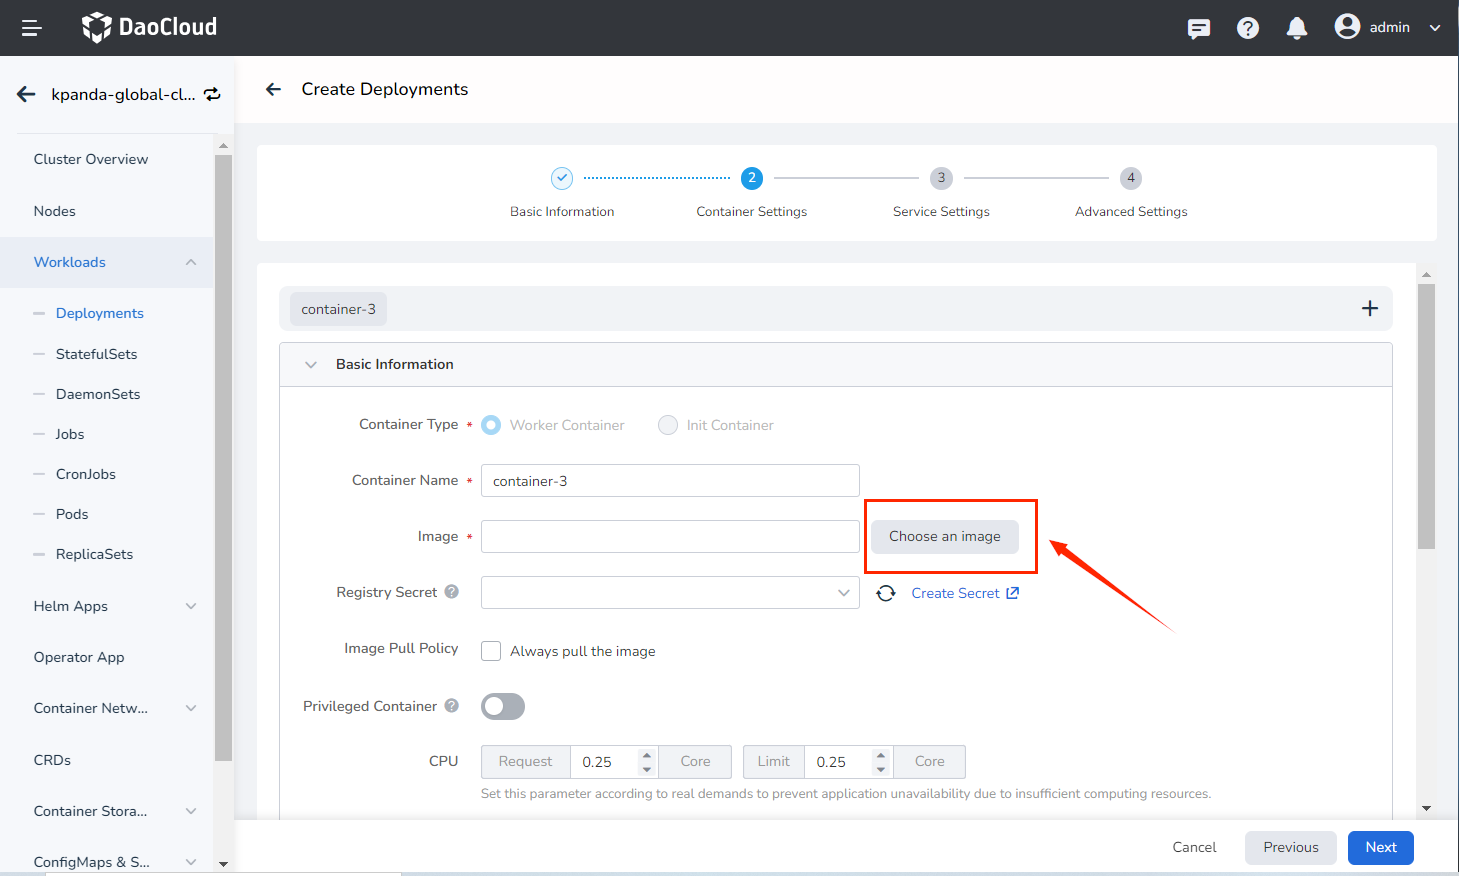 DaoCloud
admin
kpanda-global-cl...
Create Deployments
Cluster Overview
Nodes
Workloads
Deployments
StatefulSets
DaemonSets
Jobs
CronJobs
Pods
ReplicaSets
Helm Apps
Operator App
Container Netw...
CRDs
Container Stora...
ConfigMaps & S...
2
3
4
Basic Information
Container Settings
Service Settings
Advanced Settings
container-3
Basic Information
Container Type * Worker Container Init Container
Container Name * container-3
Image * Choose an image
Registry Secret ? Create Secret
Image Pull Policy Always pull the image
Privileged Container ?
CPU Request 0.25 Core Limit 0.25 Core
Set this parameter according to real demands to prevent application unavailability due to insufficient computing resources.
Cancel Previous Next